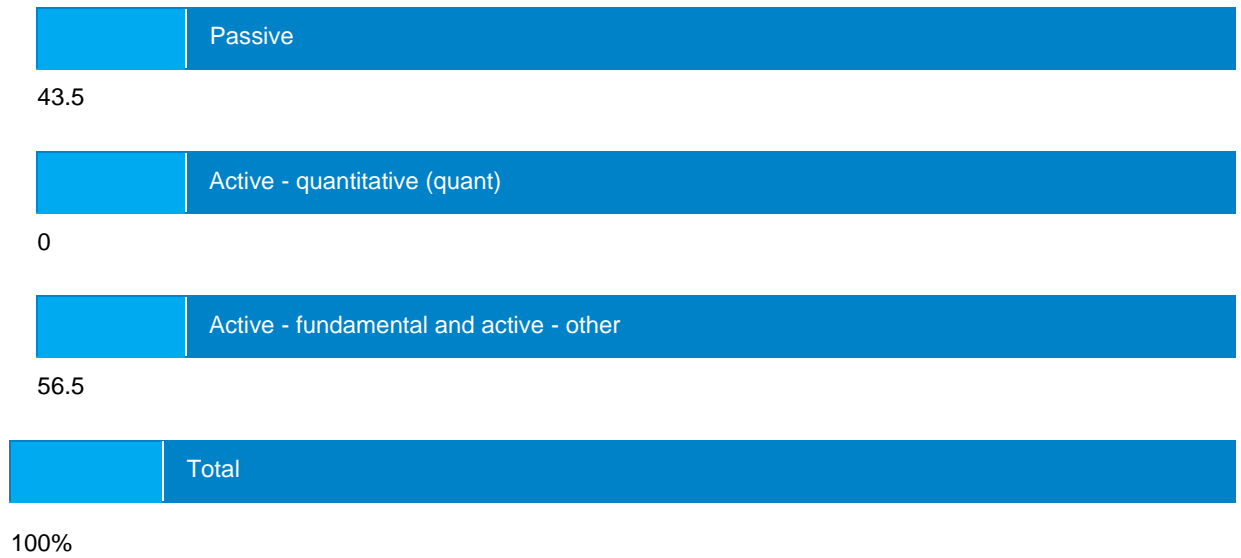 Passive
43.5
Active - quantitative (quant)
0
Active - fundamental and active - other
56.5
Total
100%